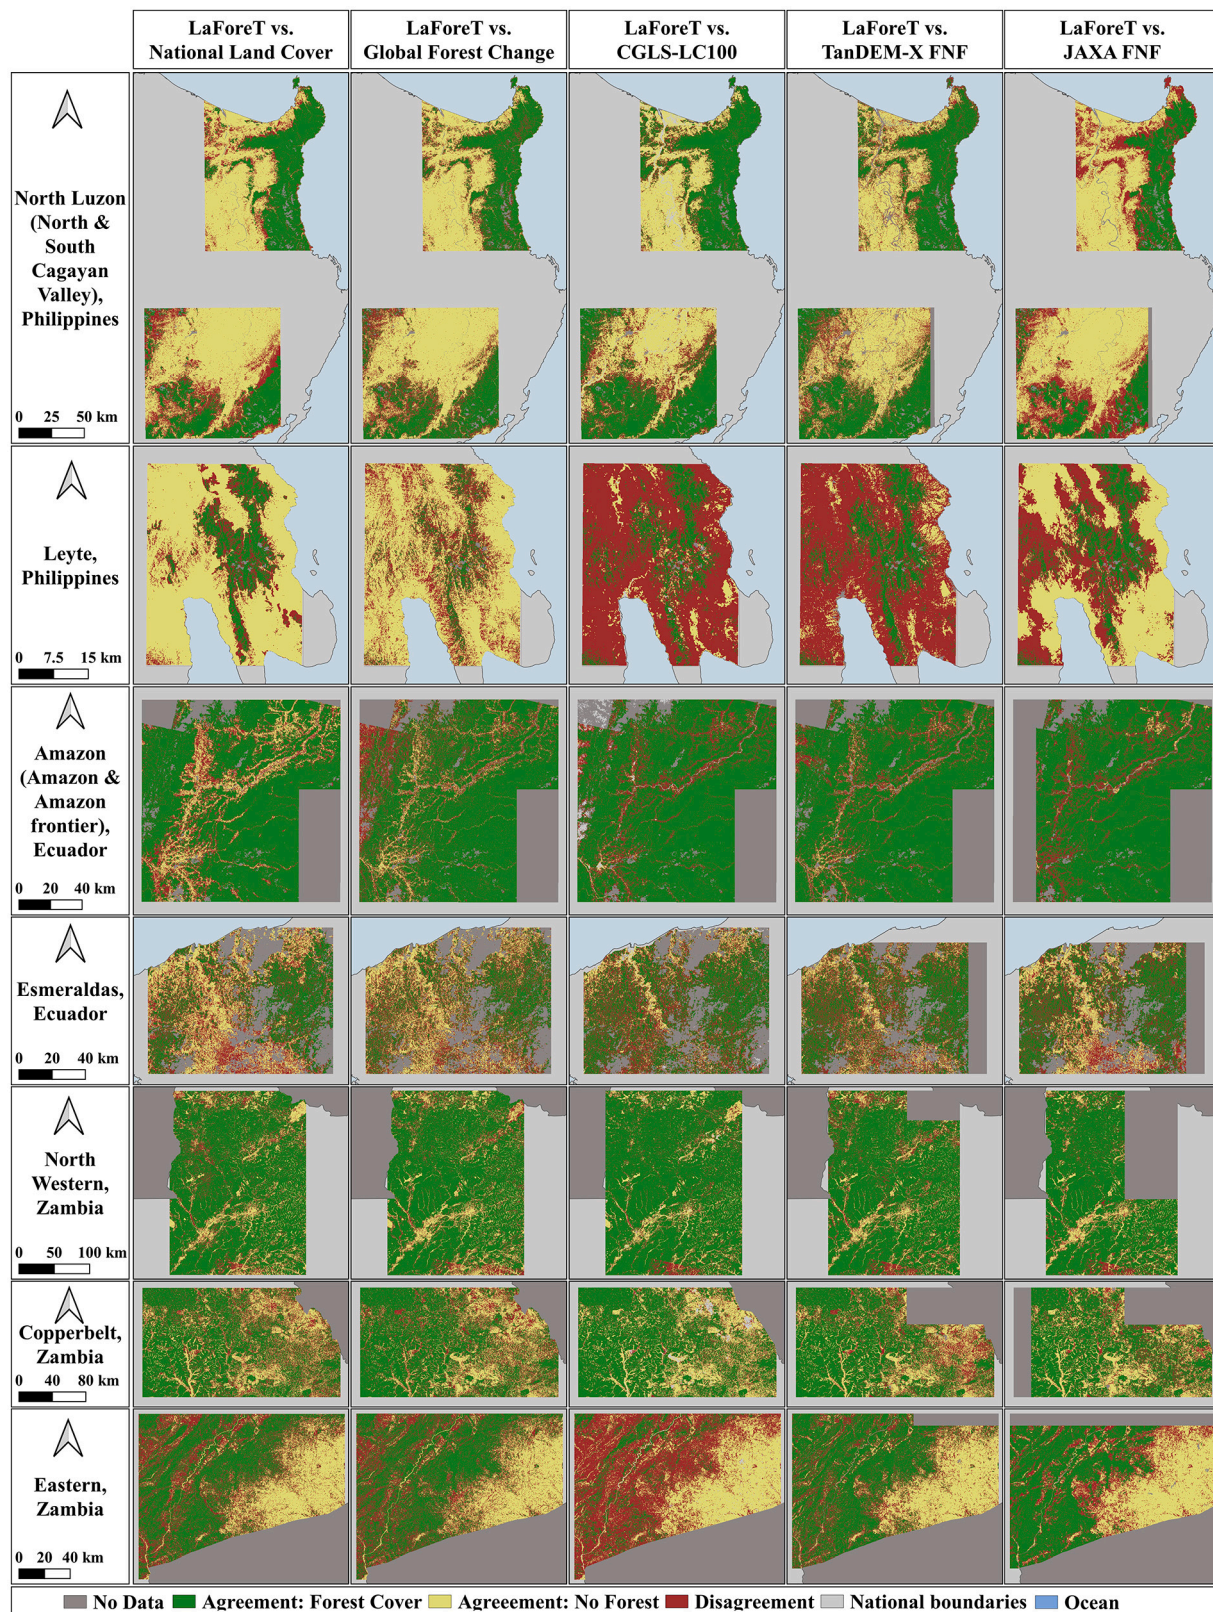 LaForeT vs.
National Land Cover
LaForeT vs.
Global Forest Change
LaForeT vs.
CGLS-LC100
LaForeT vs.
TanDEM-X FNF
LaForeT vs.
JAXA FNF
North Luzon
(North &
South
Cagayan
Valley),
Philippines
0 25 50 km
Leyte,
Philippines
0 7.5 15 km
Amazon
(Amazon &
Amazon
frontier),
Ecuador
0 20 40 km
Esmeraldas,
Ecuador
0 20 40 km
North
Western,
Zambia
0 50 100 km
Copperbelt,
Zambia
0 40 80 km
Eastern,
Zambia
0 20 40 km
No Data Agreement: Forest Cover Agreeement: No Forest Disagreement National boundaries Ocean